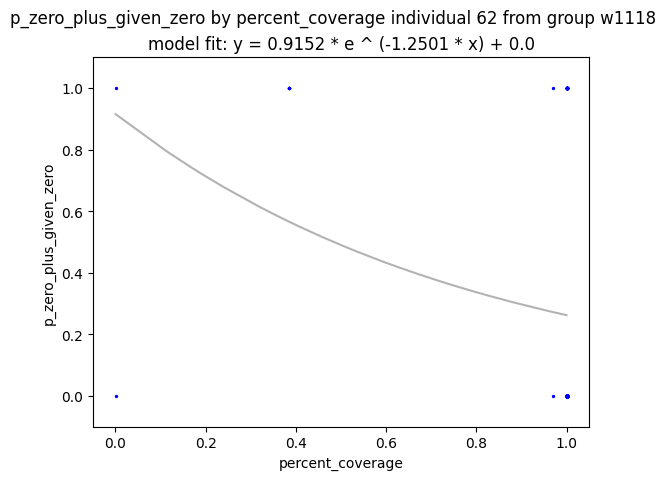 p_zero_plus_given_zero by percent_coverage individual 62 from group w1118
model fit: y = 0.9152 * e ^ (-1.2501 * x) + 0.0
1.0
0.8
0.6
0.4
0.2
0.0
p_zero_plus_given_zero
0.0 0.2 0.4 0.6 0.8 1.0
percent_coverage